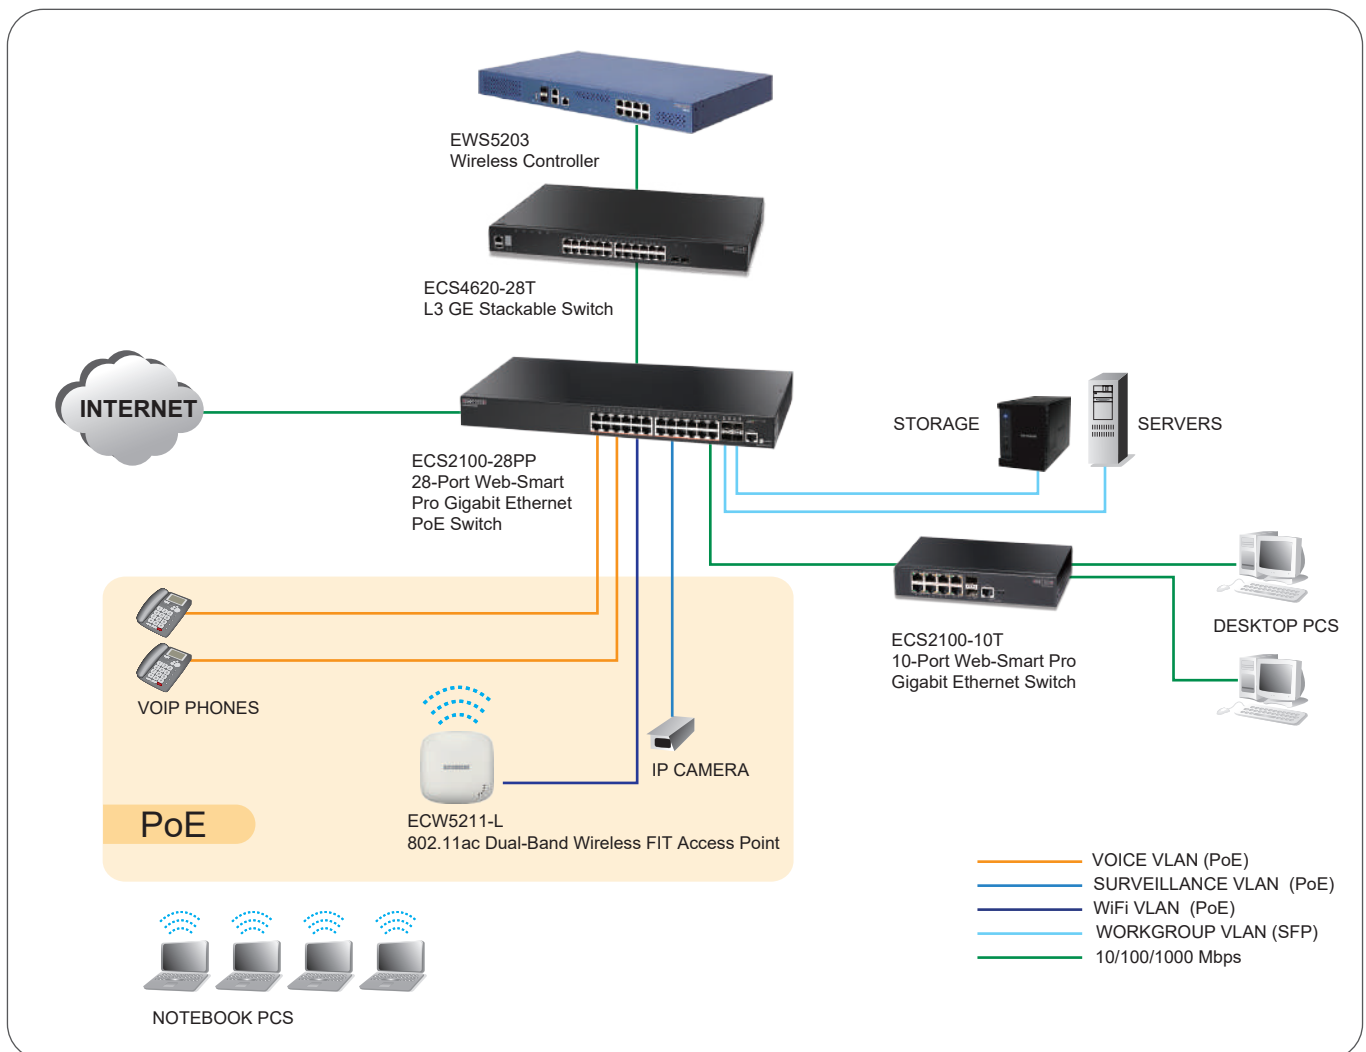 EWS5203
Wireless Controller
ECS4620-28T
L3 GE Stackable Switch
INTERNET
ECS2100-28PP
28-Port Web-Smart
Pro Gigabit Ethernet
PoE Switch
STORAGE
SERVERS
ECS2100-10T
10-Port Web-Smart Pro
Gigabit Ethernet Switch
DESKTOP PCS
VOIP PHONES
IP CAMERA
PoE
ECW5211-L
802.11ac Dual-Band Wireless FIT Access Point
VOICE VLAN (PoE)
SURVEILLANCE VLAN (PoE)
WiFi VLAN (PoE)
WORKGROUP VLAN (SFP)
10/100/1000 Mbps
NOTEBOOK PCS